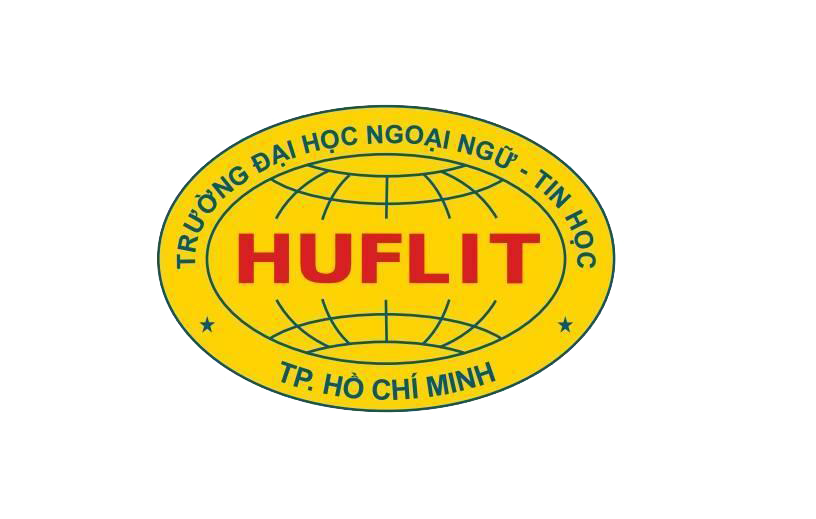 TRƯỜNG ĐẠI HỌC NGOẠI NGỮ - TIN HỌC
HUFLIT
TP. HỒ CHÍ MINH